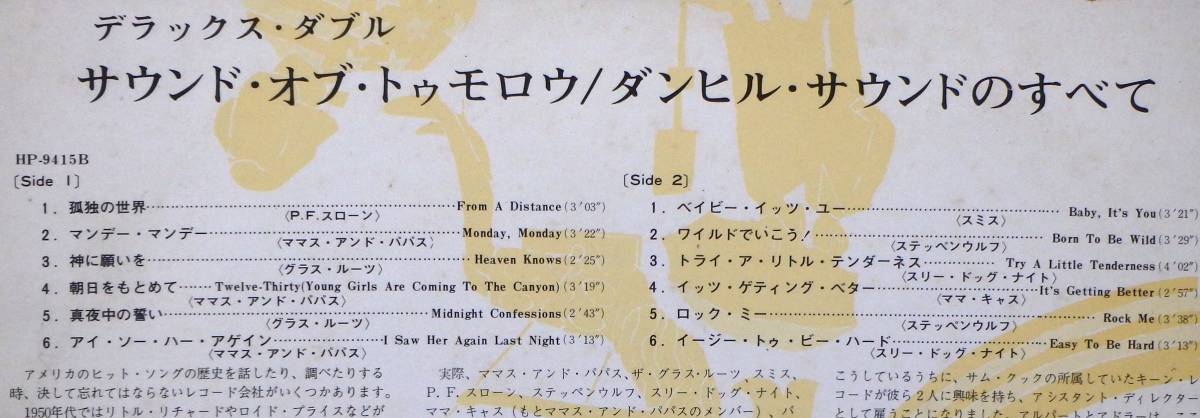 デラックス・ダブル
サウンド・オブ・トゥモロウ/ダンヒル・サウンドのすべて
HP-9415B
〔Side 1〕
1. 孤独の世界……From A Distance(3′03″)
〈P.F.スローン〉
2. マンデー・マンデー……Monday, Monday(3′22″)
〈ママス・アンド・パパス〉
3. 神に願いを……Heaven Knows(2′25″)
〈グラス・ルーツ〉
4. 朝日をもとめて……Twelve-Thirty(Young Girls Are Coming To The Canyon)(3′19″)
〈ママス・アンド・パパス〉
5. 真夜中の誓い……Midnight Confessions(2′43″)
〈グラス・ルーツ〉
6. アイ・ソー・ハー・アゲイン……I Saw Her Again Last Night(3′13″)
〈ママス・アンド・パパス〉
〔Side 2〕
1. ベイビー・イッツ・ユー……Baby, It's You(3′21″)
〈スミス〉
2. ワイルドでいこう!……Born To Be Wild(3′29″)
〈ステッペンウルフ〉
3. トライ・ア・リトル・テンダーネス……Try A Little Tenderness(4′02″)
〈スリー・ドッグ・ナイト〉
4. イッツ・ゲティング・ベター……It's Getting Better(2′57″)
〈ママ・キャス〉
5. ロック・ミー……Rock Me(3′38″)
〈ステッペンウルフ〉
6. イージー・トゥ・ビー・ハード……Easy To Be Hard(3′13″)
〈スリー・ドッグ・ナイト〉
アメリカのヒット・ソングの歴史を話したり、調べたりする
時、決して忘れてはならないレコード会社がいくつかあります。
1950年代ではリトル・リチャードやロイド・プライスなどが
実際、ママス・アンド・パパス、ザ・グラス・ルーツ、スミス、
P.F.スローン、ステッペンウルフ、スリー・ドッグ・ナイト、
ママ・キャス(もとママス・アンド・パパスのメンバー)、バ
こうしているうちに、サム・クックの所属していたキーン・レ
コードが彼ら2人に興味を持ち、アシスタント・ディレクター
として雇うことになりました。